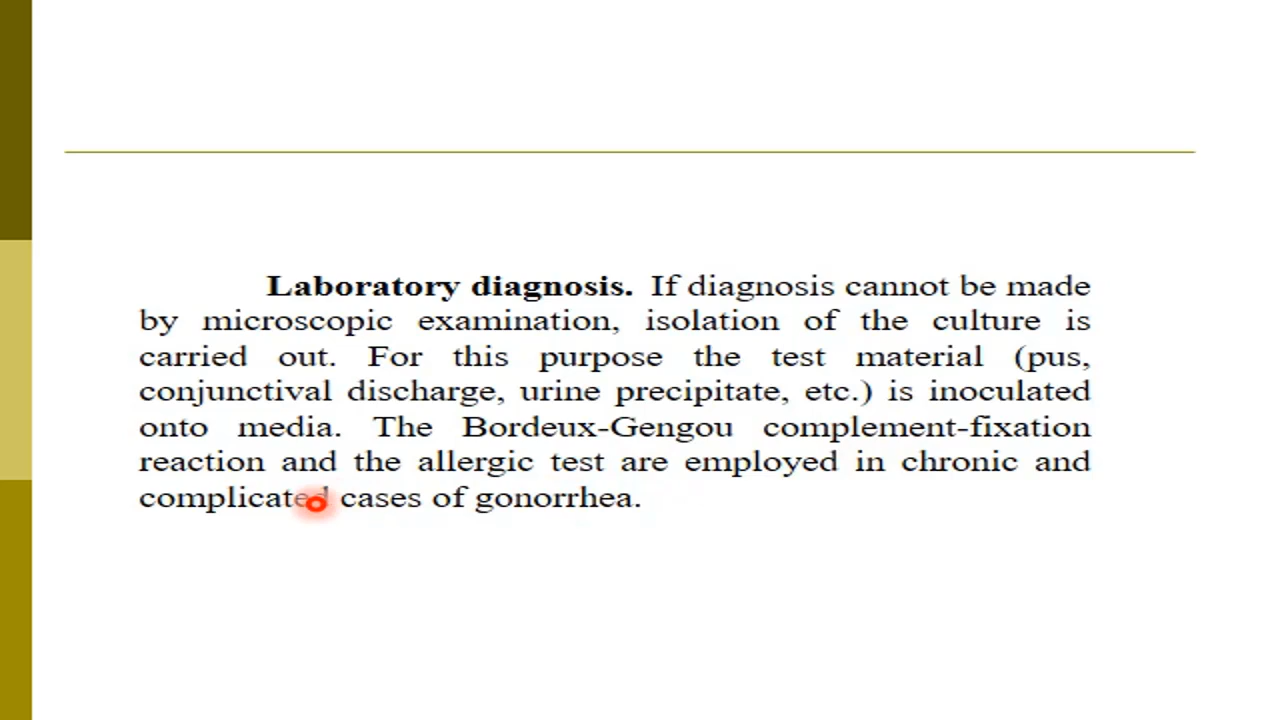 Laboratory diagnosis. If diagnosis cannot be made
by microscopic examination, isolation of the culture is
carried out. For this purpose the test material (pus,
conjunctival discharge, urine precipitate, etc.) is inoculated
onto media. The Bordeux-Gengou complement-fixation
reaction and the allergic test are employed in chronic and
complicated cases of gonorrhea.